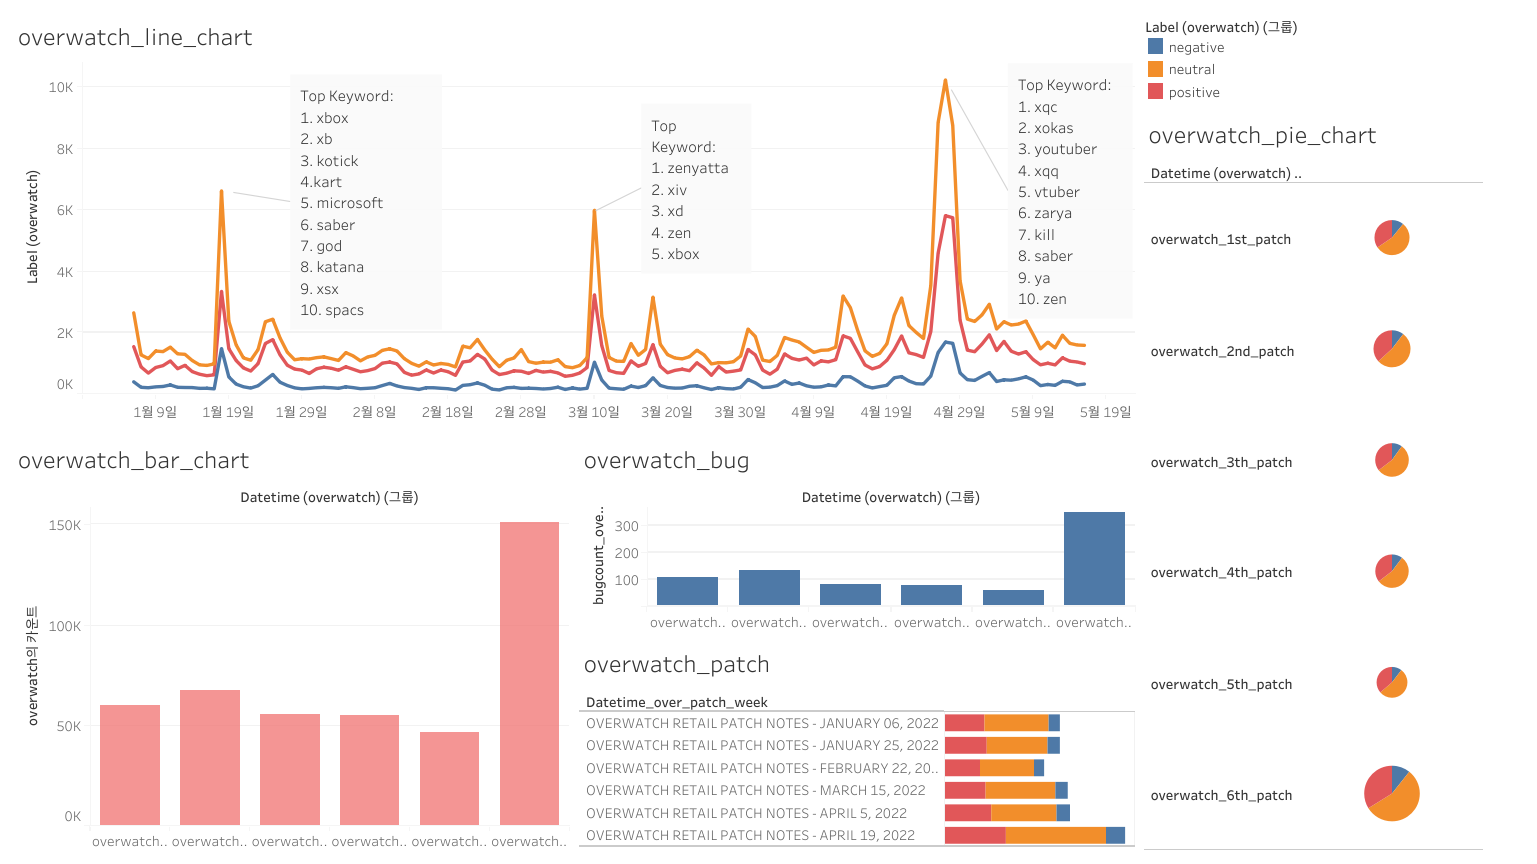 overwatch_line_chart
Label (overwatch)
10K
8K
6K
4K
2K
0K
Top Keyword:
1. xbox
2. xb
3. kotick
4.kart
5. microsoft
6. saber
7. god
8. katana
9. xsx
10. spacs
Top
Keyword:
1. zenyatta
2. xiv
3. xd
4. zen
5. xbox
Top Keyword:
1. xqc
2. xokas
3. youtuber
4. xqq
5. vtuber
6. zarya
7. kill
8. saber
9. ya
10. zen
1월 9일
1월 19일
1월 29일
2월 8일
2월 18일
2월 28일
3월 10일
3월 20일
3월 30일
4월 9일
4월 19일
4월 29일
5월 9일
5월 19일
Label (overwatch) (그룹)
negative
neutral
positive
overwatch_pie_chart
Datetime (overwatch) ..
overwatch_1st_patch
overwatch_2nd_patch
overwatch_3th_patch
overwatch_4th_patch
overwatch_5th_patch
overwatch_6th_patch
overwatch_bar_chart
Datetime (overwatch) (그룹)
overwatch의 카운트
150K
100K
50K
0K
overwatch..
overwatch..
overwatch..
overwatch..
overwatch..
overwatch..
overwatch_bug
Datetime (overwatch) (그룹)
bugcount_ove..
300
200
100
overwatch..
overwatch..
overwatch..
overwatch..
overwatch..
overwatch..
overwatch_patch
Datetime_over_patch_week
OVERWATCH RETAIL PATCH NOTES - JANUARY 06, 2022
OVERWATCH RETAIL PATCH NOTES - JANUARY 25, 2022
OVERWATCH RETAIL PATCH NOTES - FEBRUARY 22, 20..
OVERWATCH RETAIL PATCH NOTES - MARCH 15, 2022
OVERWATCH RETAIL PATCH NOTES - APRIL 5, 2022
OVERWATCH RETAIL PATCH NOTES - APRIL 19, 2022